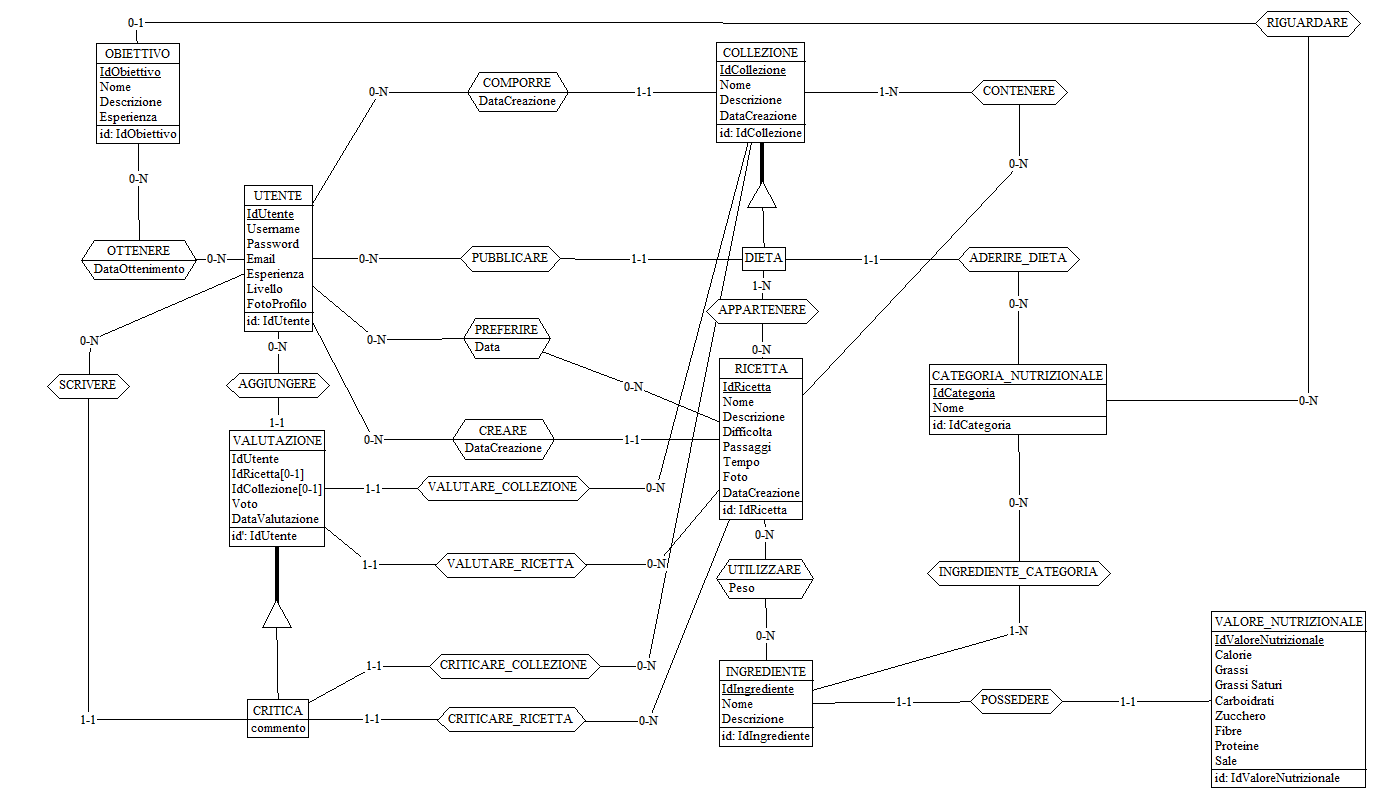 0-1
RIGUARDARE
OBIETTIVO
IdObiettivo
Nome
Descrizione
Esperienza
id: IdObiettivo
COLLEZIONE
IdCollezione
Nome
Descrizione
DataCreazione
id: IdCollezione
0-N
COMPORRE
DataCreazione
1-1
1-N
CONTENERE
0-N
0-N
UTENTE
IdUtente
Username
Password
Email
Esperienza
Livello
FotoProfilo
id: IdUtente
OTTENERE
DataOttenimento
0-N
0-N
PUBBLICARE
1-1
DIETA
1-1
ADERIRE_DIETA
1-N
0-N
APPARTENERE
0-N
0-N
0-N
PREFERIRE
Data
0-N
0-N
SCRIVERE
AGGIUNGERE
1-1
RICETTA
IdRicetta
Nome
Descrizione
Difficolta
Passaggi
Tempo
Foto
DataCreazione
id: IdRicetta
CATEGORIA_NUTRIZIONALE
IdCategoria
Nome
id: IdCategoria
0-N
0-N
CREARE
DataCreazione
1-1
VALUTAZIONE
IdUtente
IdRicetta[0-1]
IdCollezione[0-1]
Voto
DataValutazione
id': IdUtente
1-1
VALUTARE_COLLEZIONE
0-N
0-N
1-1
VALUTARE_RICETTA
0-N
0-N
UTILIZZARE
Peso
INGREDIENTE_CATEGORIA
0-N
1-N
VALORE_NUTRIZIONALE
IdValoreNutrizionale
Calorie
Grassi
Grassi Saturi
Carboidrati
Zucchero
Fibre
Proteine
Sale
id: IdValoreNutrizionale
1-1
CRITICARE_COLLEZIONE
0-N
INGREDIENTE
IdIngrediente
Nome
Descrizione
id: IdIngrediente
1-1
POSSEDERE
1-1
1-1
CRITICA
commento
1-1
CRITICARE_RICETTA
0-N